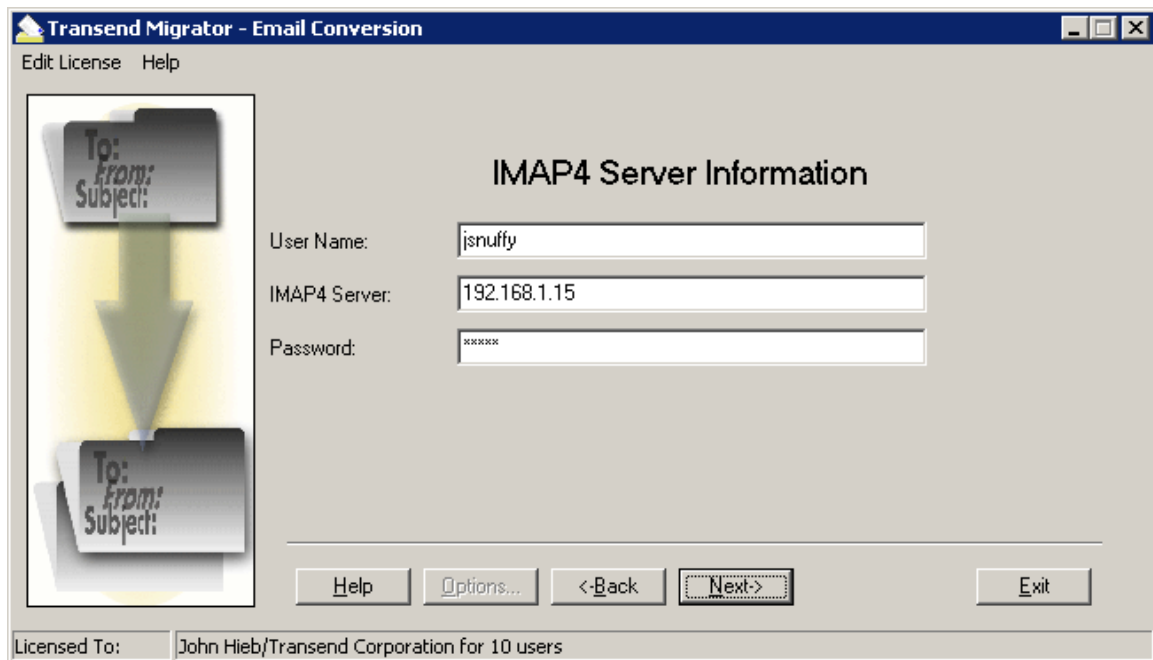 Transend Migrator - Email Conversion
Edit License Help
To:
From:
Subject:
IMAP4 Server Information
User Name: jsnuffy
IMAP4 Server: 192.168.1.15
Password: *****
To:
From:
Subject:
Help Options... <-Back Next-> Exit
Licensed To: John Hieb/Transend Corporation for 10 users